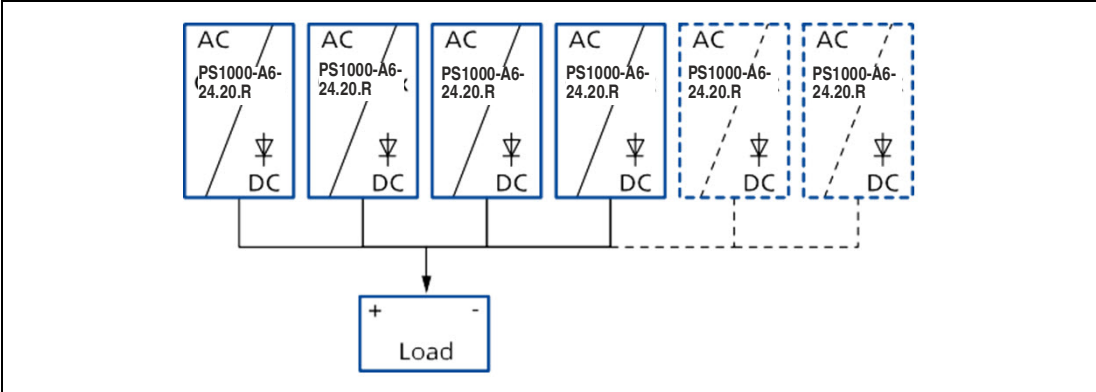 AC AC AC AC AC AC
PS1000-A6- PS1000-A6- PS1000-A6- PS1000-A6- PS1000-A6- PS1000-A6-
24.20.R 24.20.R 24.20.R 24.20.R 24.20.R 24.20.R
DC DC DC DC DC DC
+ -
Load